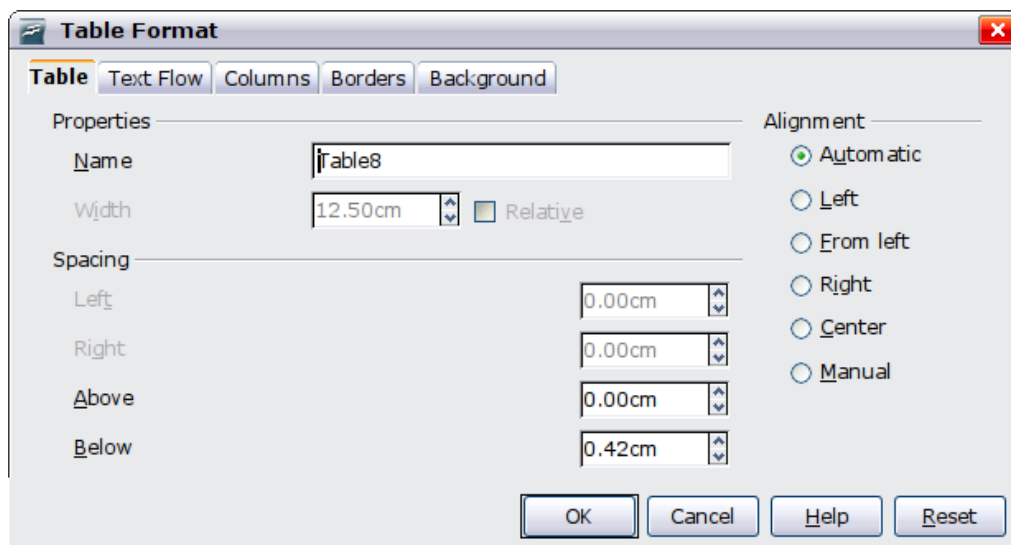 Table Format
Table Text Flow Columns Borders Background
Properties
Name Table8
Width 12.50cm Relative
Spacing
Left 0.00cm
Right 0.00cm
Above 0.00cm
Below 0.42cm
Alignment
Automatic
Left
From left
Right
Center
Manual
OK Cancel Help Reset